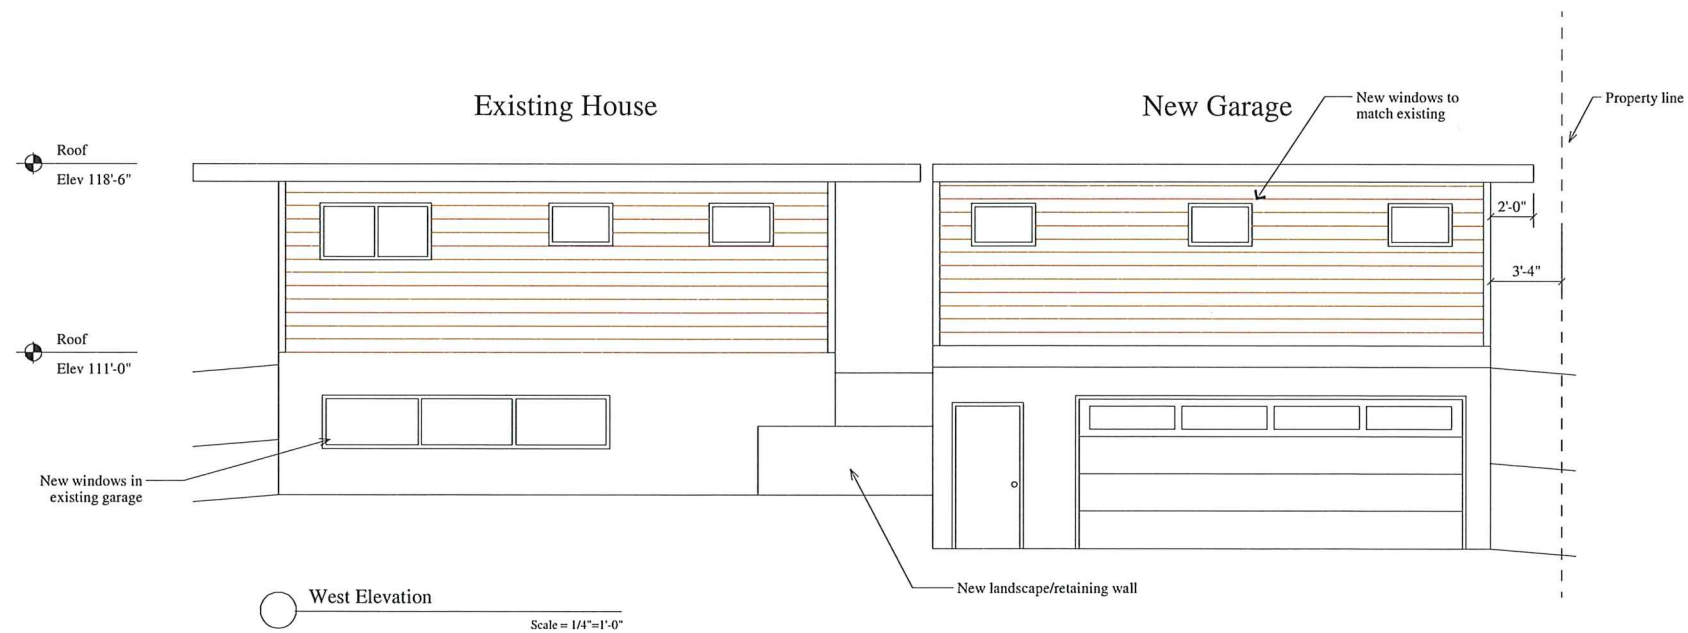 Existing House
New Garage
New windows to
match existing
Property line
Roof
Elev 118'-6"
2'-0"
3'-4"
Roof
Elev 111'-0"
New windows in
existing garage
New landscape/retaining wall
West Elevation
Scale = 1/4"=1'-0"